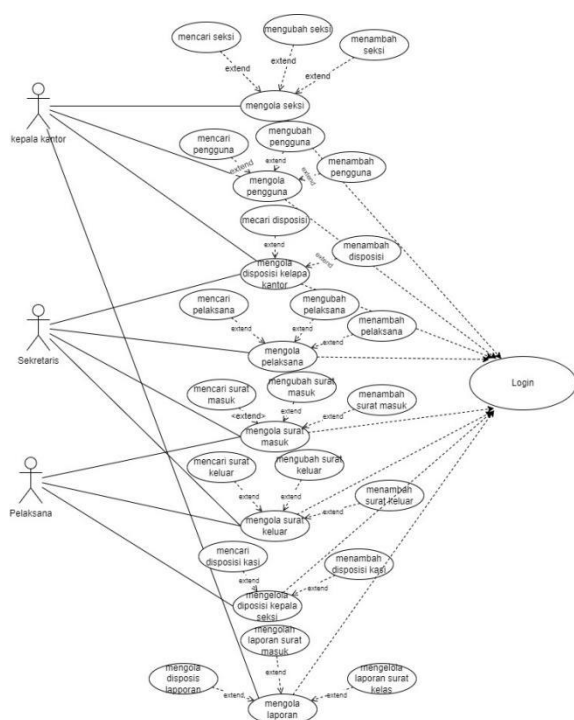 mencari seksi
mengubah seksi
menambah
seksi
extend
extend
extend
mengola seksi
kepala kantor
mencari
pengguna
mengubah
pengguna
menambah
pengguna
extend
extend
extend
mengola
pengguna
mecari disposisi
extend
menambah
disposisi
extend
mengola
disposisi kelapa
kantor
mencari
pelaksana
mengubah
pelaksana
menambah
pelaksana
extend
extend
extend
Sekretaris
mengola
pelaksana
Login
mencari surat
masuk
mengubah surat
masuk
menambah
surat masuk
<extend>
extend
extend
mengola surat
masuk
mencari surat
keluar
mengubah surat
keluar
Pelaksana
extend
extend
menambah
surat keluar
extend
mengola surat
keluar
mencari
disposisi kasi
menambah
disposisi kasi
extend
extend
mengelola
diposisi kepala
seksi
mengolah
laporan surat
masuk
extend
mengola
disposis
lapporan
mengelota
laporan surat
kelas
extend
extend
mengola
laporan